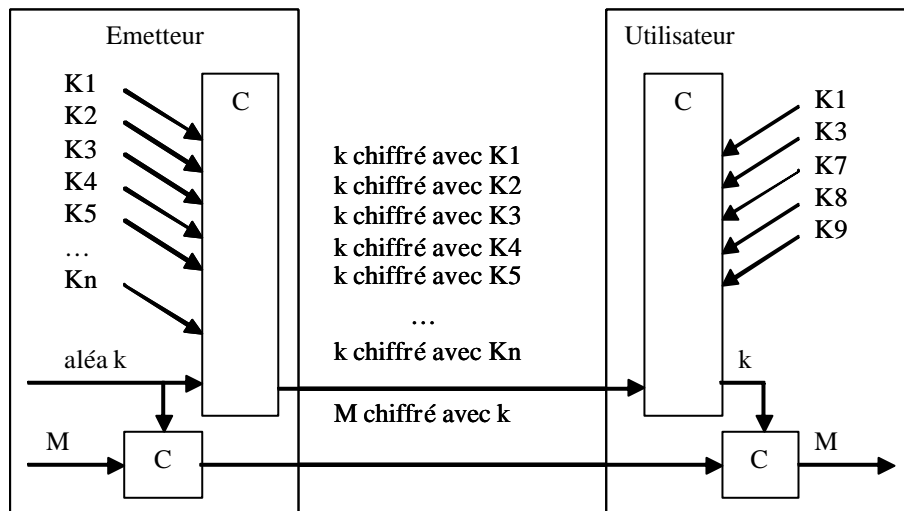 Emetteur
Utilisateur
K1
K2
K3
K4
K5
…
Kn
C
k chiffré avec K1
k chiffré avec K2
k chiffré avec K3
k chiffré avec K4
k chiffré avec K5
…
k chiffré avec Kn
C
K1
K3
K7
K8
K9
aléa k
k
M chiffré avec k
M
C
C
M